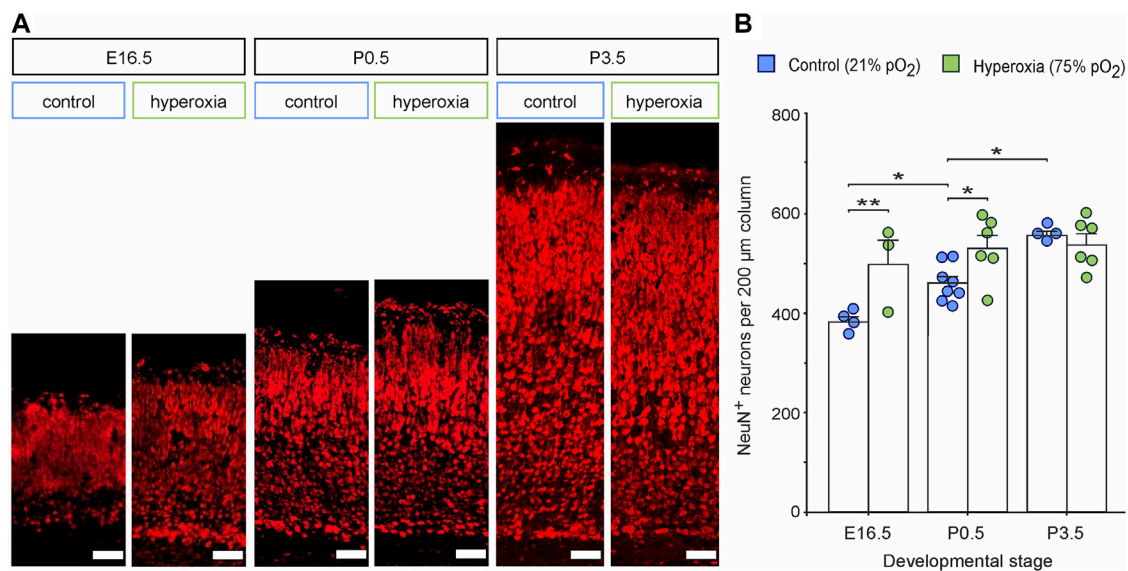 A
E16.5
P0.5
P3.5
control
hyperoxia
control
hyperoxia
control
hyperoxia
B
Control (21% pO₂)
Hyperoxia (75% pO₂)
NeuN⁺ neurons per 200 µm column
800
600
400
200
0
**
*
*
*
E16.5
P0.5
P3.5
Developmental stage